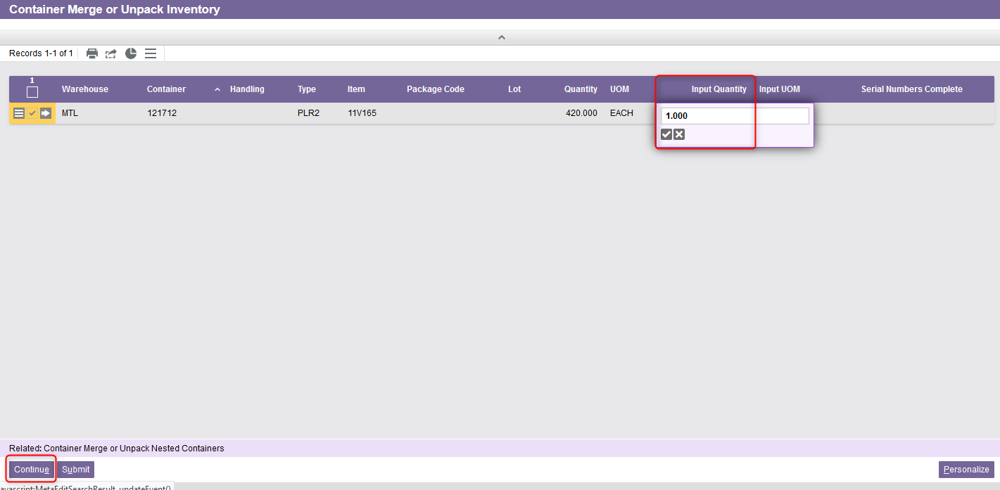 Container Merge or Unpack Inventory
Records 1-1 of 1
1
Warehouse Container Handling Type Item Package Code Lot Quantity UOM Input Quantity Input UOM Serial Numbers Complete
MTL 121712 PLR2 11V165 420.000 EACH 1.000
Related: Container Merge or Unpack Nested Containers
Continue Submit Personalize
avascript:MetaEditSearchResult_updateEvent()